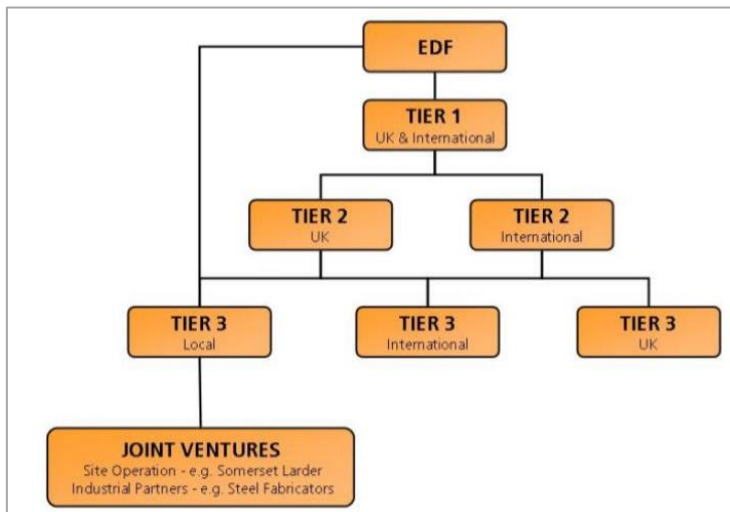 EDF
TIER 1
UK & International
TIER 2
UK
TIER 2
International
TIER 3
Local
TIER 3
International
TIER 3
UK
JOINT VENTURES
Site Operation - e.g. Somerset Larder
Industrial Partners - e.g. Steel Fabricators